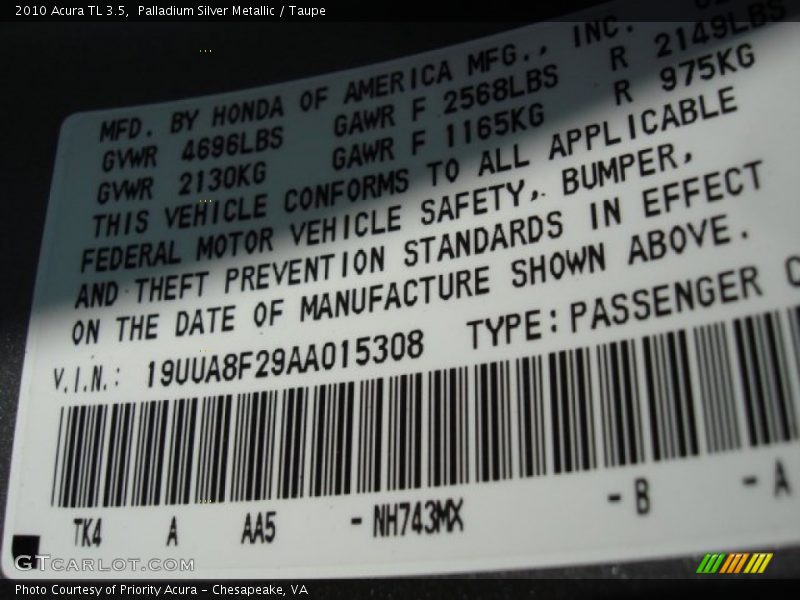 2010 Acura TL 3.5,  Palladium Silver Metallic / Taupe
MFD. BY HONDA OF AMERICA MFG., INC.
GVWR 4696LBS GAWR F 2568LBS R 2149LBS
GVWR 2130KG GAWR F 1165KG R 975KG
THIS VEHICLE CONFORMS TO ALL APPLICABLE
FEDERAL MOTOR VEHICLE SAFETY, BUMPER,
AND THEFT PREVENTION STANDARDS IN EFFECT
ON THE DATE OF MANUFACTURE SHOWN ABOVE.
V.I.N.: 19UUA8F29AA015308 TYPE: PASSENGER
TK4 A AA5 - NH743MX - B - A
GTCARLOT.COM
Photo Courtesy of Priority Acura – Chesapeake, VA